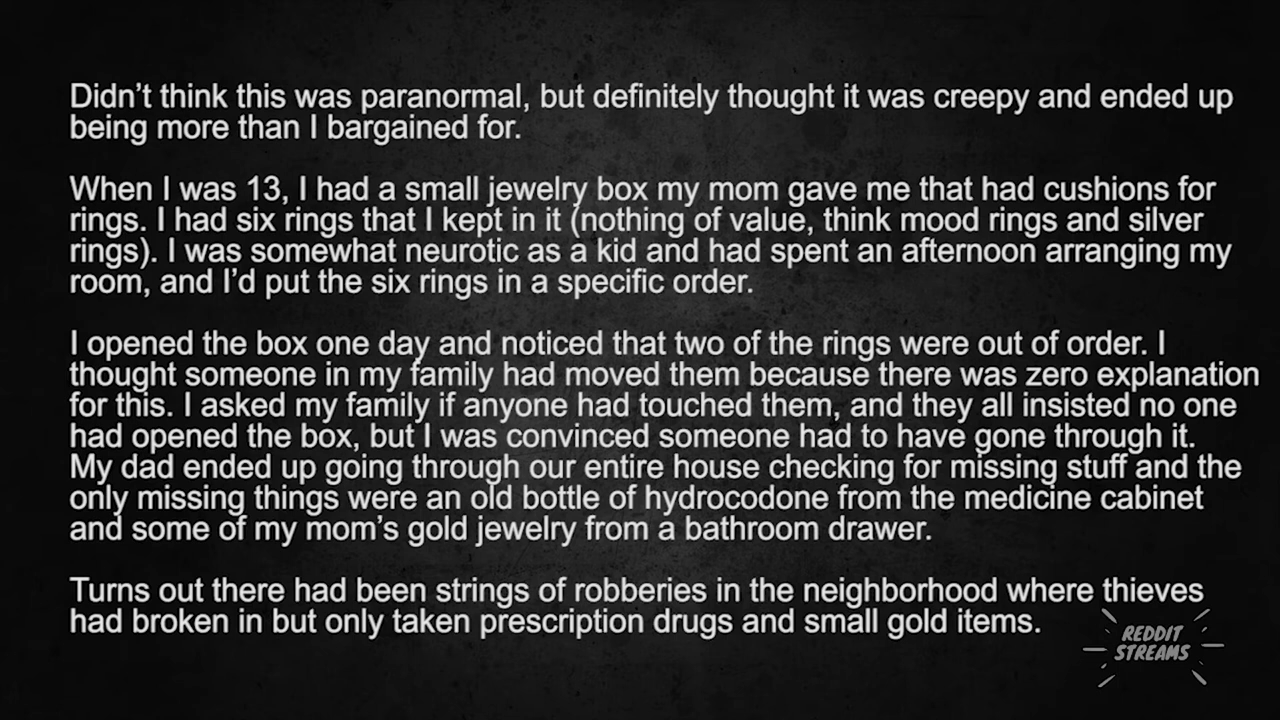 Didn't think this was paranormal, but definitely thought it was creepy and ended up
being more than I bargained for.
When I was 13, I had a small jewelry box my mom gave me that had cushions for
rings. I had six rings that I kept in it (nothing of value, think mood rings and silver
rings). I was somewhat neurotic as a kid and had spent an afternoon arranging my
room, and I'd put the six rings in a specific order.
I opened the box one day and noticed that two of the rings were out of order. I
thought someone in my family had moved them because there was zero explanation
for this. I asked my family if anyone had touched them, and they all insisted no one
had opened the box, but I was convinced someone had to have gone through it.
My dad ended up going through our entire house checking for missing stuff and the
only missing things were an old bottle of hydrocodone from the medicine cabinet
and some of my mom's gold jewelry from a bathroom drawer.
Turns out there had been strings of robberies in the neighborhood where thieves
had broken in but only taken prescription drugs and small gold items.
REDDIT
STREAMS